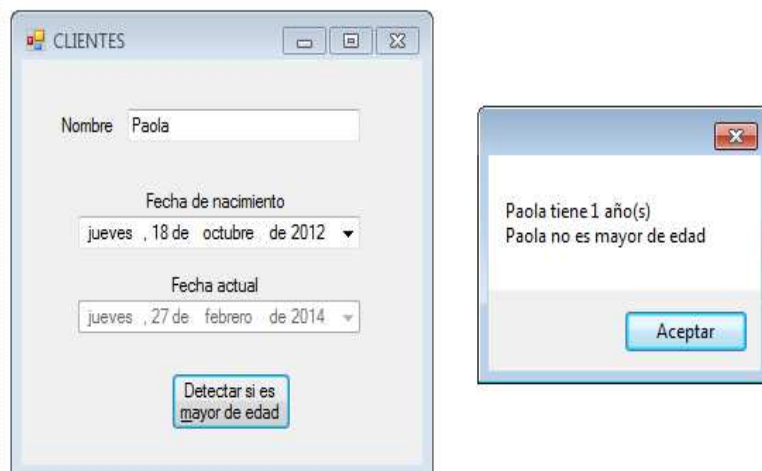 CLIENTES
Nombre Paola
Fecha de nacimiento
jueves , 18 de octubre de 2012
Fecha actual
jueves , 27 de febrero de 2014
Detectar si es
mayor de edad
Paola tiene 1 año(s)
Paola no es mayor de edad
Aceptar